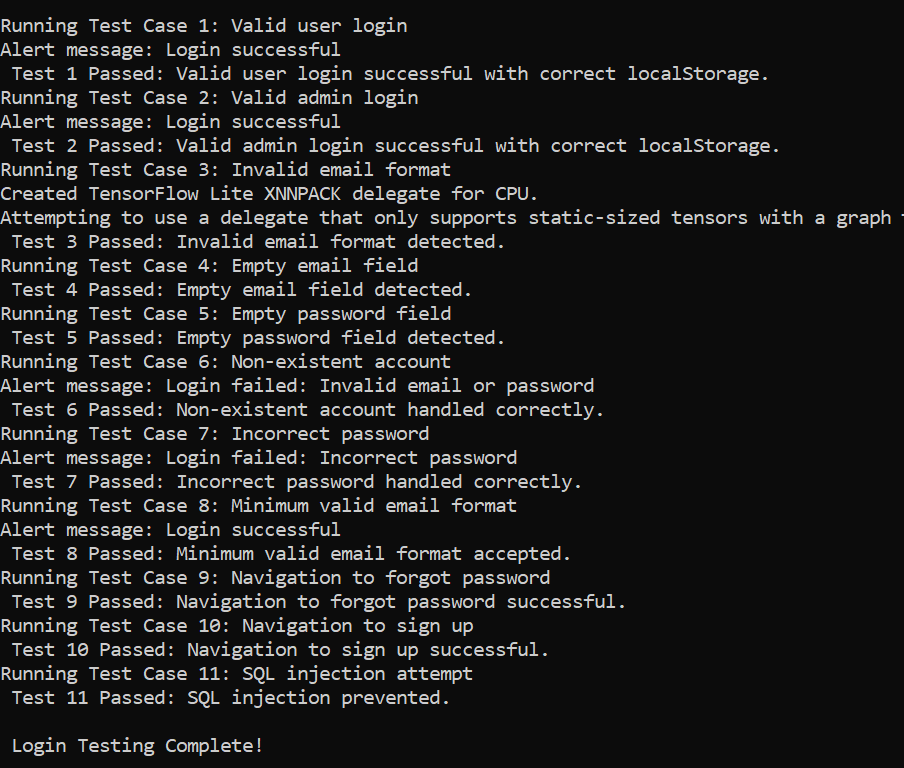 Running Test Case 1: Valid user login
Alert message: Login successful
Test 1 Passed: Valid user login successful with correct localStorage.
Running Test Case 2: Valid admin login
Alert message: Login successful
Test 2 Passed: Valid admin login successful with correct localStorage.
Running Test Case 3: Invalid email format
Created TensorFlow Lite XNNPACK delegate for CPU.
Attempting to use a delegate that only supports static-sized tensors with a graph
Test 3 Passed: Invalid email format detected.
Running Test Case 4: Empty email field
Test 4 Passed: Empty email field detected.
Running Test Case 5: Empty password field
Test 5 Passed: Empty password field detected.
Running Test Case 6: Non-existent account
Alert message: Login failed: Invalid email or password
Test 6 Passed: Non-existent account handled correctly.
Running Test Case 7: Incorrect password
Alert message: Login failed: Incorrect password
Test 7 Passed: Incorrect password handled correctly.
Running Test Case 8: Minimum valid email format
Alert message: Login successful
Test 8 Passed: Minimum valid email format accepted.
Running Test Case 9: Navigation to forgot password
Test 9 Passed: Navigation to forgot password successful.
Running Test Case 10: Navigation to sign up
Test 10 Passed: Navigation to sign up successful.
Running Test Case 11: SQL injection attempt
Test 11 Passed: SQL injection prevented.
Login Testing Complete!